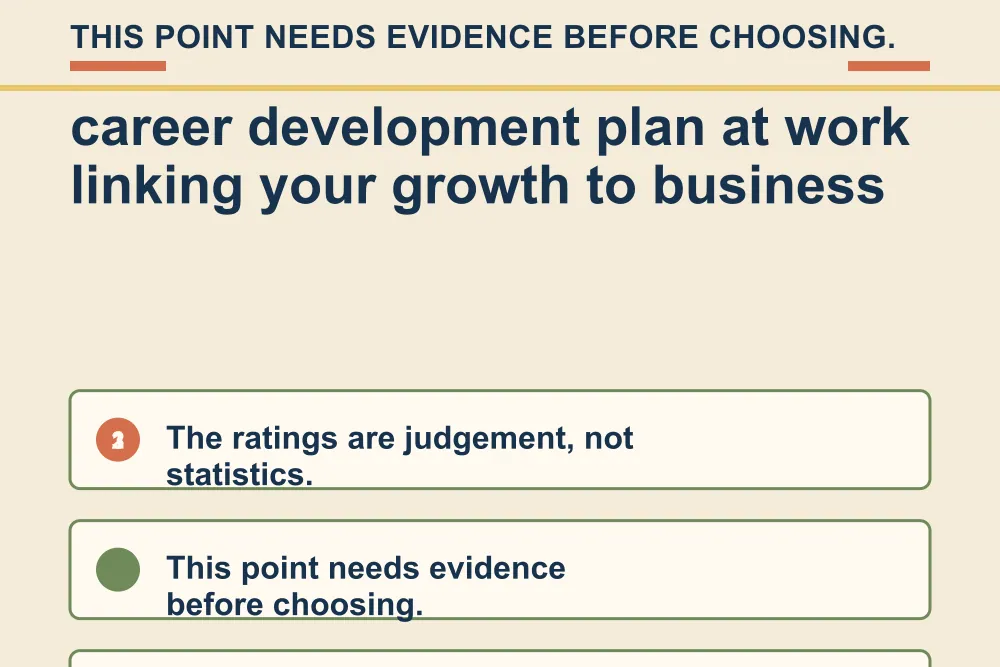 THIS POINT NEEDS EVIDENCE BEFORE CHOOSING.
career development plan at work
linking your growth to business
The ratings are judgement, not
statistics.
This point needs evidence
before choosing.